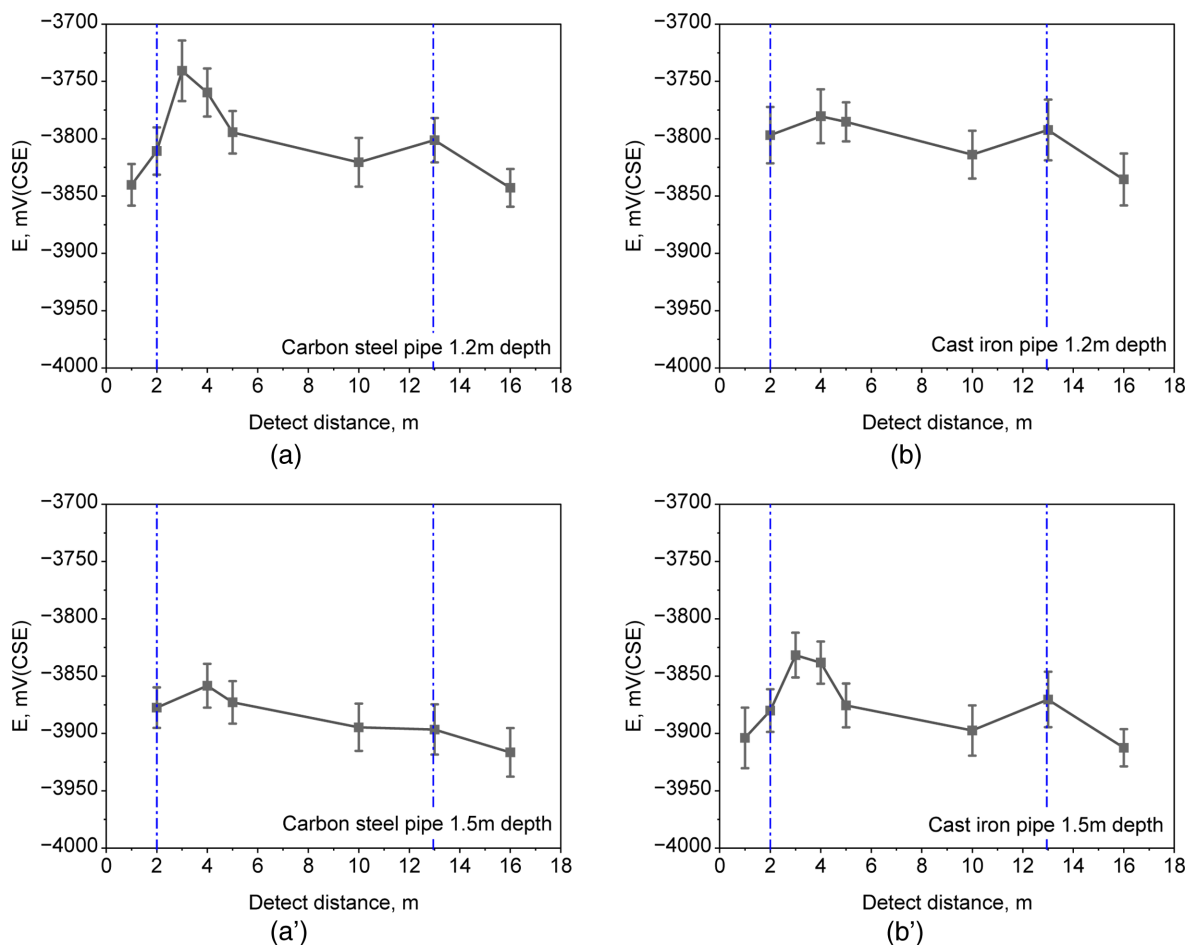 −3700
−3750
−3800
−3850
−3900
−3950
−4000
E, mV(CSE)
Carbon steel pipe 1.2m depth
0 2 4 6 8 10 12 14 16 18
Detect distance, m
(a)
−3700
−3750
−3800
−3850
−3900
−3950
−4000
E, mV(CSE)
Cast iron pipe 1.2m depth
0 2 4 6 8 10 12 14 16 18
Detect distance, m
(b)
−3700
−3750
−3800
−3850
−3900
−3950
−4000
E, mV(CSE)
Carbon steel pipe 1.5m depth
0 2 4 6 8 10 12 14 16 18
Detect distance, m
(a’)
−3700
−3750
−3800
−3850
−3900
−3950
−4000
E, mV(CSE)
Cast iron pipe 1.5m depth
0 2 4 6 8 10 12 14 16 18
Detect distance, m
(b’)